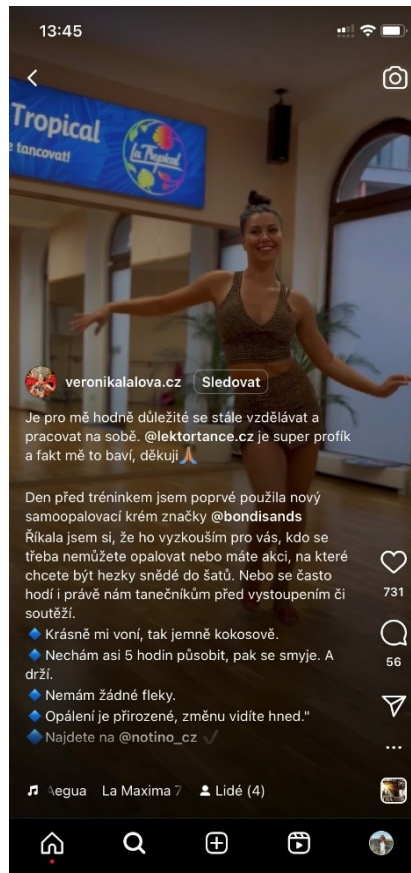 13:45
Tropical
e tancovat!
la Tropical
veronikalalova.cz Sledovat
Je pro mě hodně důležité se stále vzdělávat a
pracovat na sobě. @lektortance.cz je super profík
a fakt mě to baví, děkuji🙏🏽
Den před tréninkem jsem poprvé použila nový
samoopalovací krém značky @bondisands
Říkala jsem si, že ho vyzkouším pro vás, kdo se
třeba nemůžete opalovat nebo máte akci, na které
chcete být hezky snědé do šatů. Nebo se často
hodí i právě nám tanečníkům před vystoupením či
soutěží.
🔷 Krásně mi voní, tak jemně kokosově.
🔷 Nechám asi 5 hodin působit, pak se smyje. A
drží.
🔷 Nemám žádné fleky.
🔷 Opálení je přirozené, změnu vidíte hned."
🔷 Najdete na @notino_cz ✔️
731
56
Aegua La Maxima 7 Lidé (4)